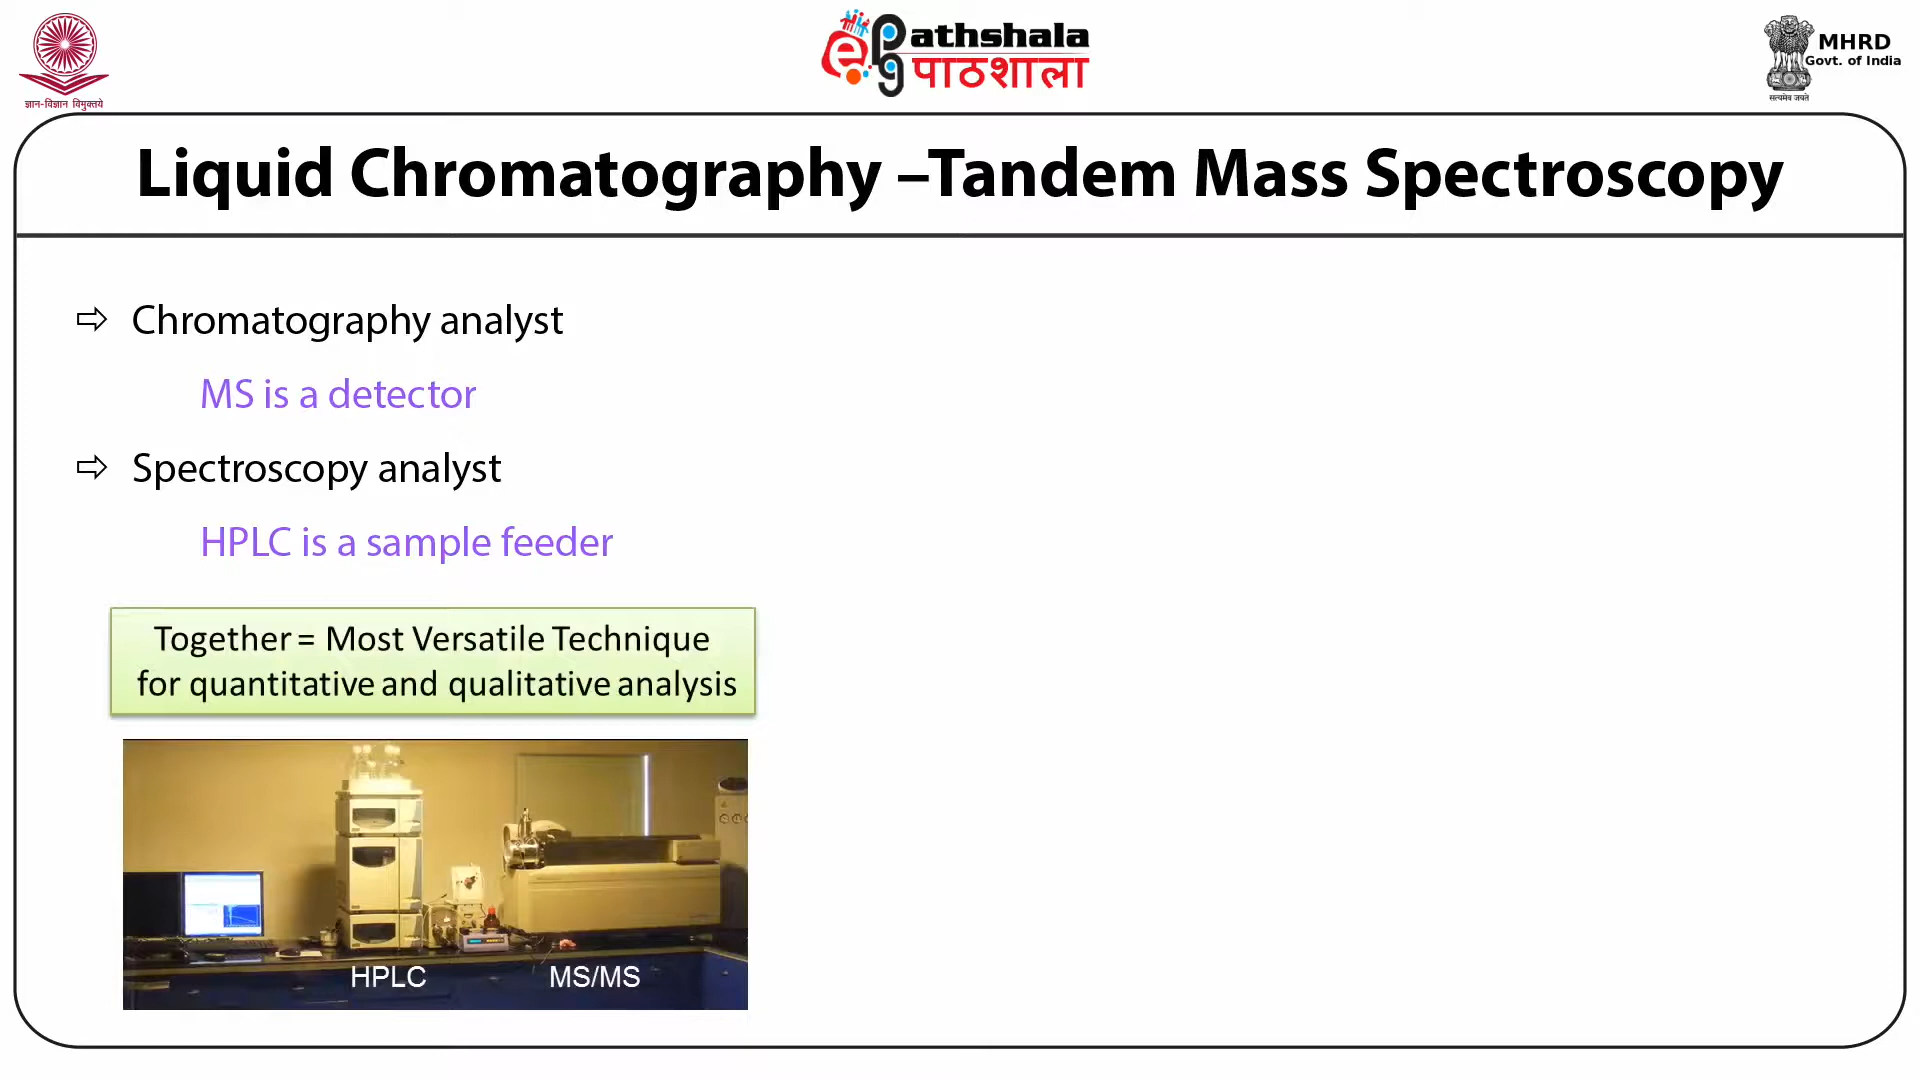 ज्ञान-विज्ञान विमुक्तये
ePathshala
पाठशाला
MHRD
Govt. of India
सत्यमेव जयते
Liquid Chromatography –Tandem Mass Spectroscopy
⇨ Chromatography analyst
MS is a detector
⇨ Spectroscopy analyst
HPLC is a sample feeder
Together = Most Versatile Technique
for quantitative and qualitative analysis
HPLC MS/MS